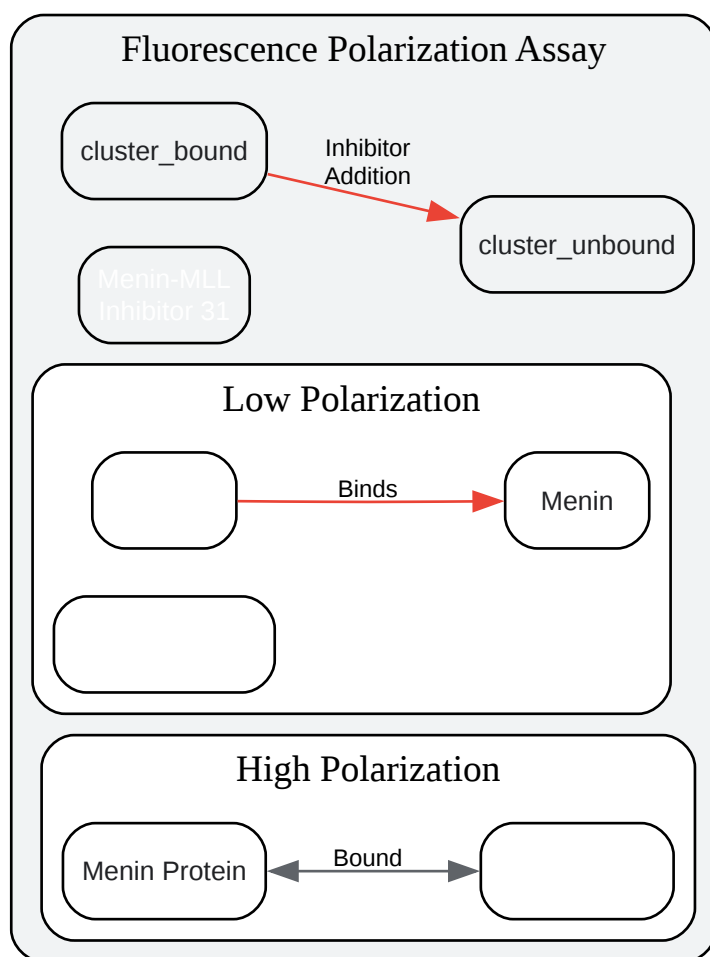 Fluorescence Polarization Assay
cluster_bound
Inhibitor
Addition
cluster_unbound
Menin-MLL
Inhibitor 31
Low Polarization
Binds
Menin
High Polarization
Menin Protein
Bound